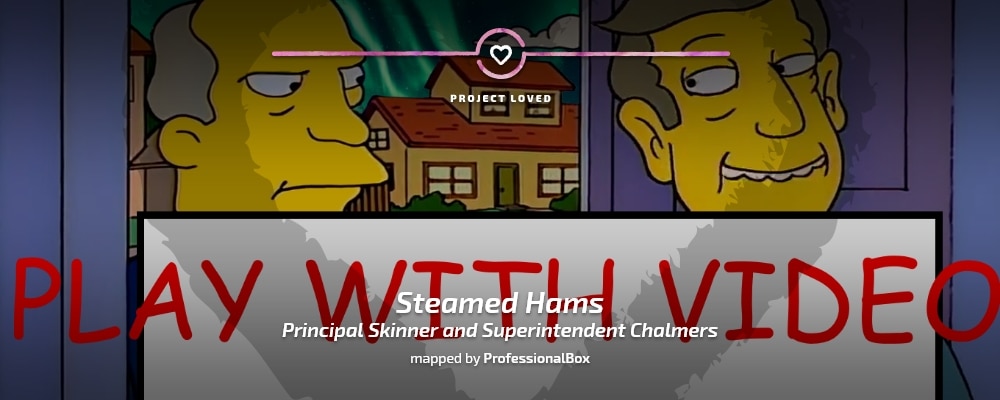 PROJECT LOVED
PLAY WITH VIDEO
Steamed Hams
Principal Skinner and Superintendent Chalmers
mapped by ProfessionalBox